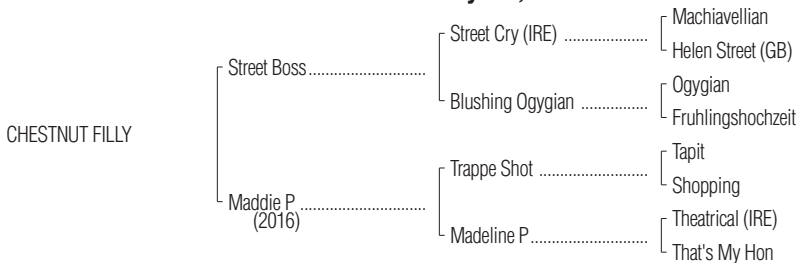 Machiavellian
Street Cry (IRE) ..................
Helen Street (GB)
Street Boss..........................
Ogygian
Blushing Ogygian ...............
Fruhlingshochzeit
CHESTNUT FILLY
Tapit
Trappe Shot ........................
Shopping
Maddie P ............................
(2016)
Theatrical (IRE)
Madeline P..........................
That's My Hon